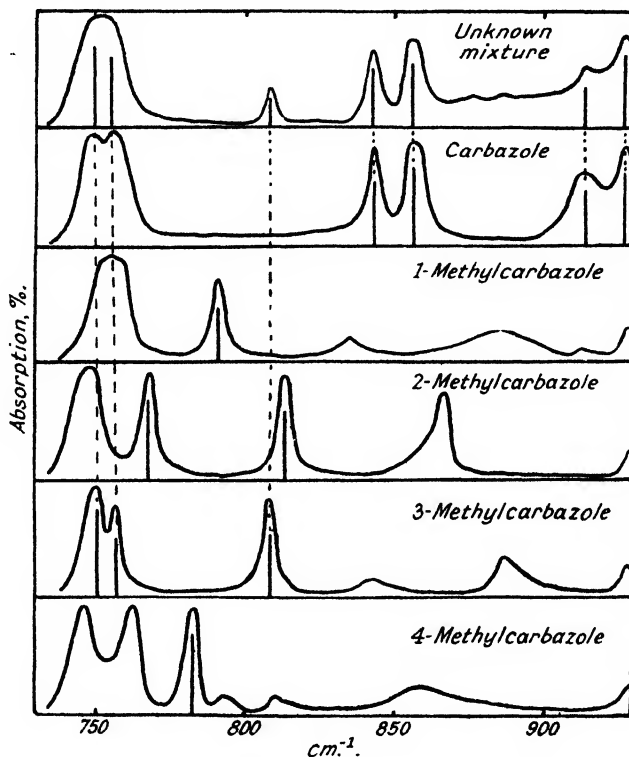 Unknown
mixture
Carbazole
1-Methylcarbazole
2-Methylcarbazole
3-Methylcarbazole
4-Methylcarbazole
Absorption, %.
750 800 850 900
cm.⁻¹.